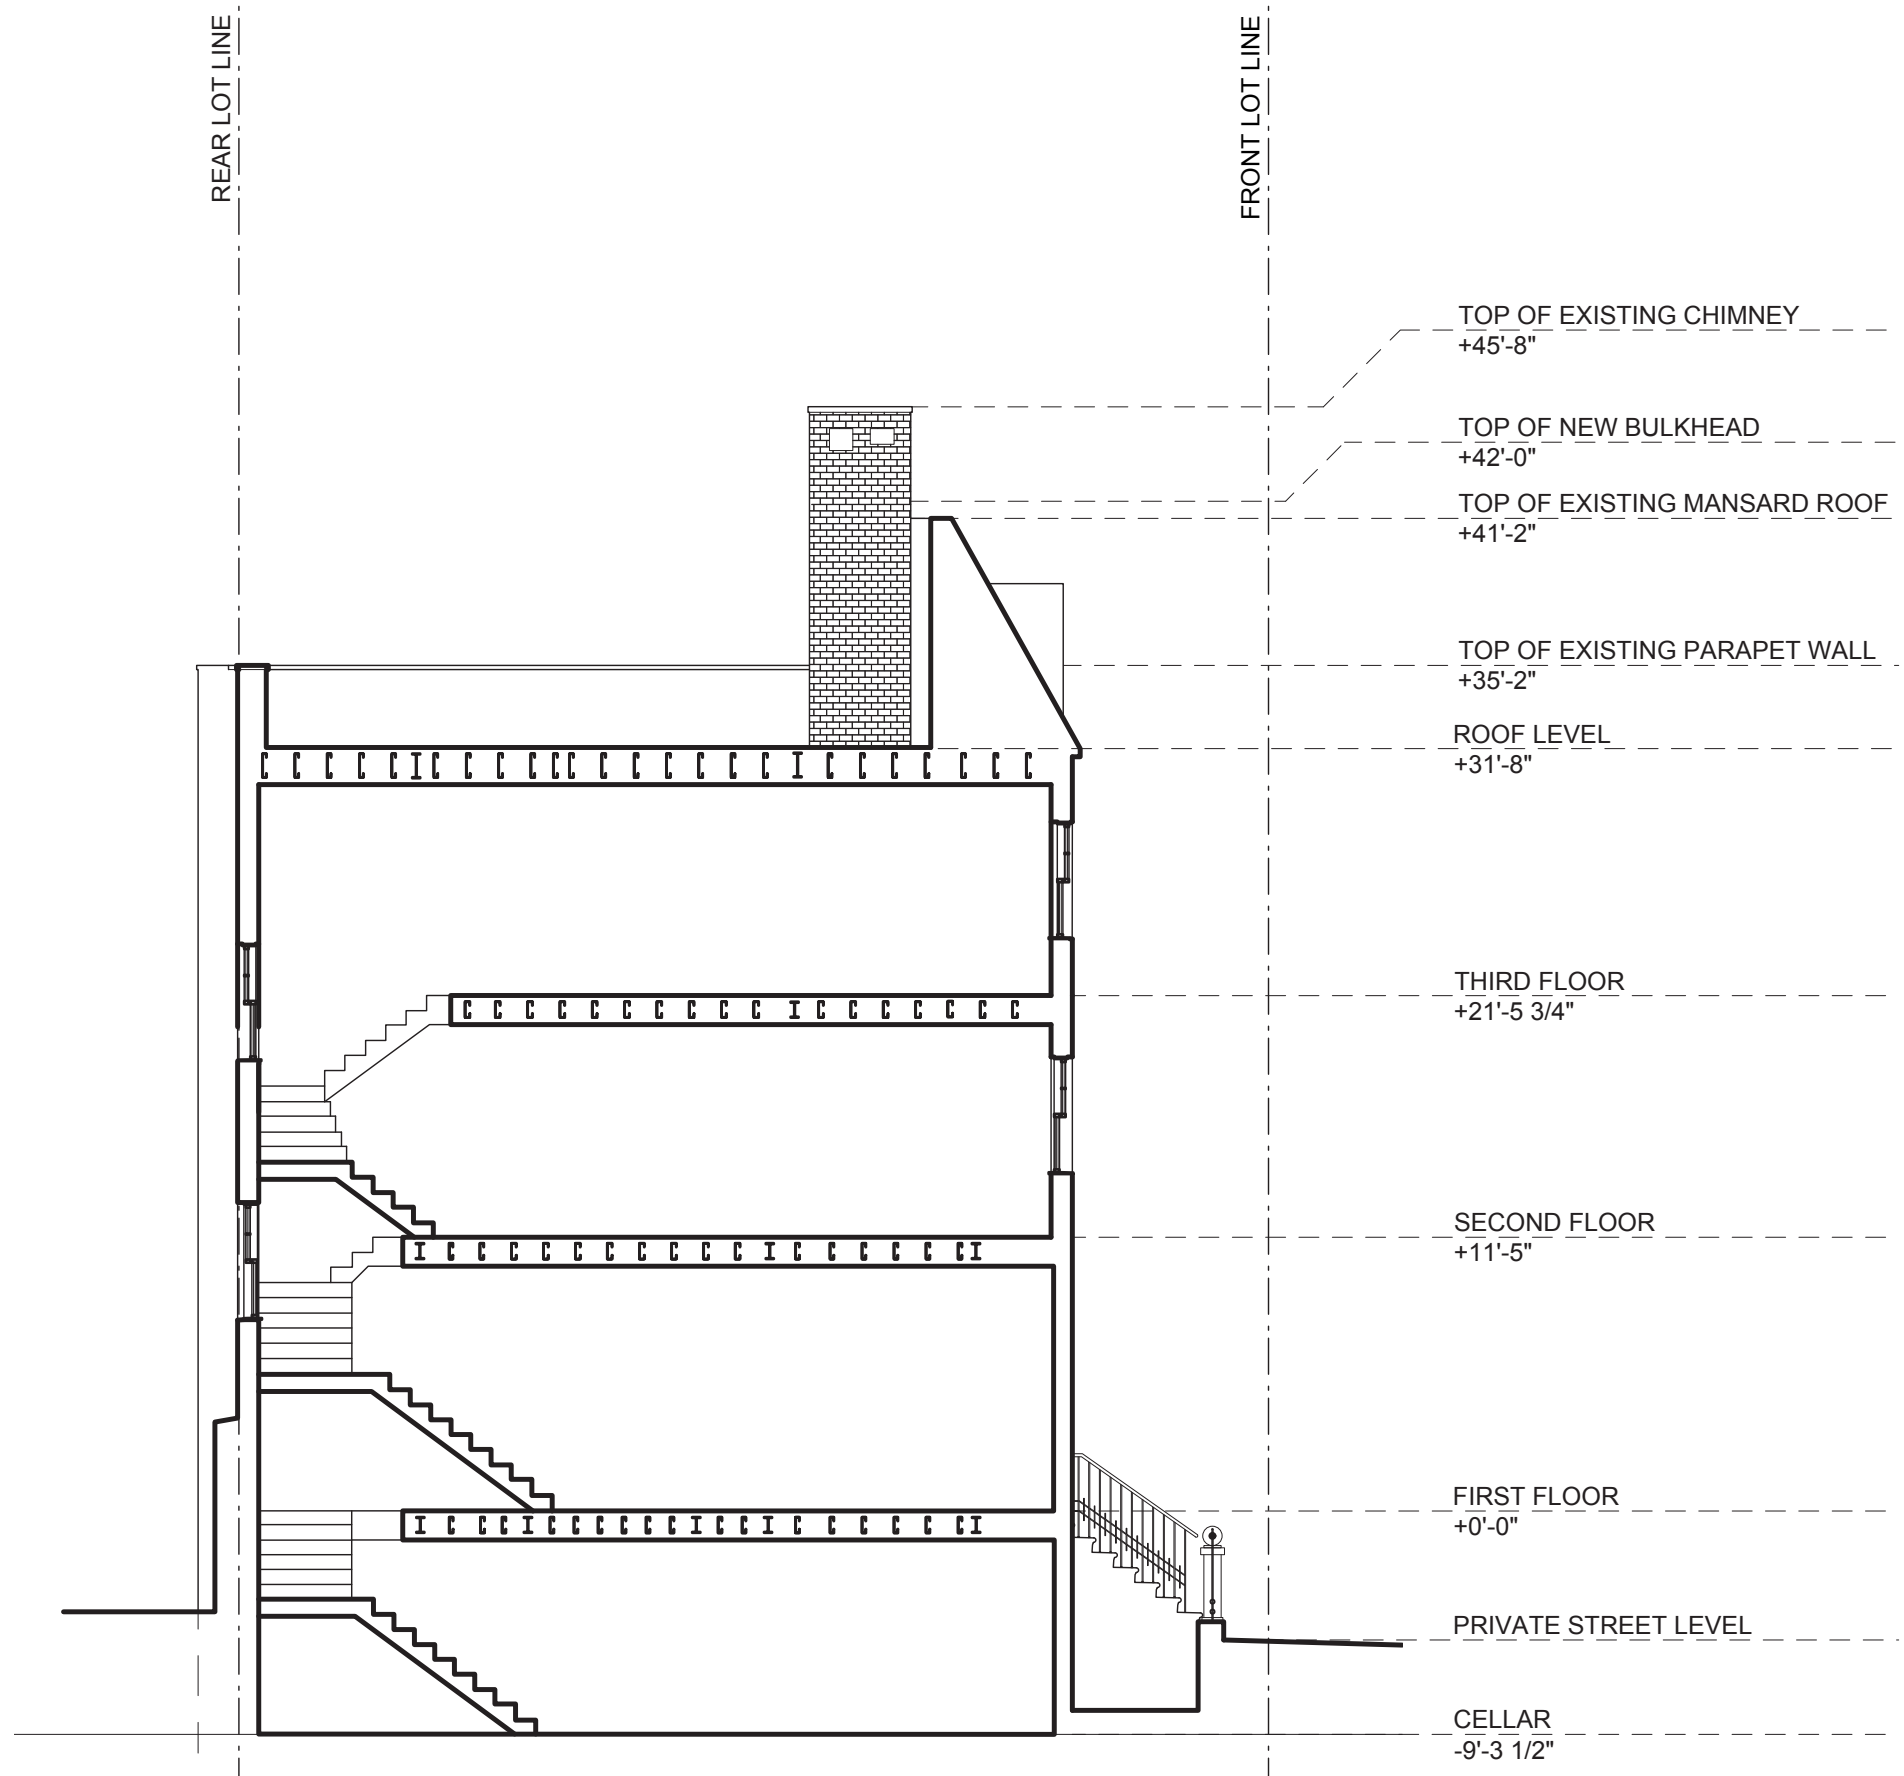 REAR LOT LINE
FRONT LOT LINE
TOP OF EXISTING CHIMNEY
+45'-8"
TOP OF NEW BULKHEAD
+42'-0"
TOP OF EXISTING MANSARD ROOF
+41'-2"
TOP OF EXISTING PARAPET WALL
+35'-2"
ROOF LEVEL
+31'-8"
THIRD FLOOR
+21'-5 3/4"
SECOND FLOOR
+11'-5"
FIRST FLOOR
+0'-0"
PRIVATE STREET LEVEL
CELLAR
-9'-3 1/2"